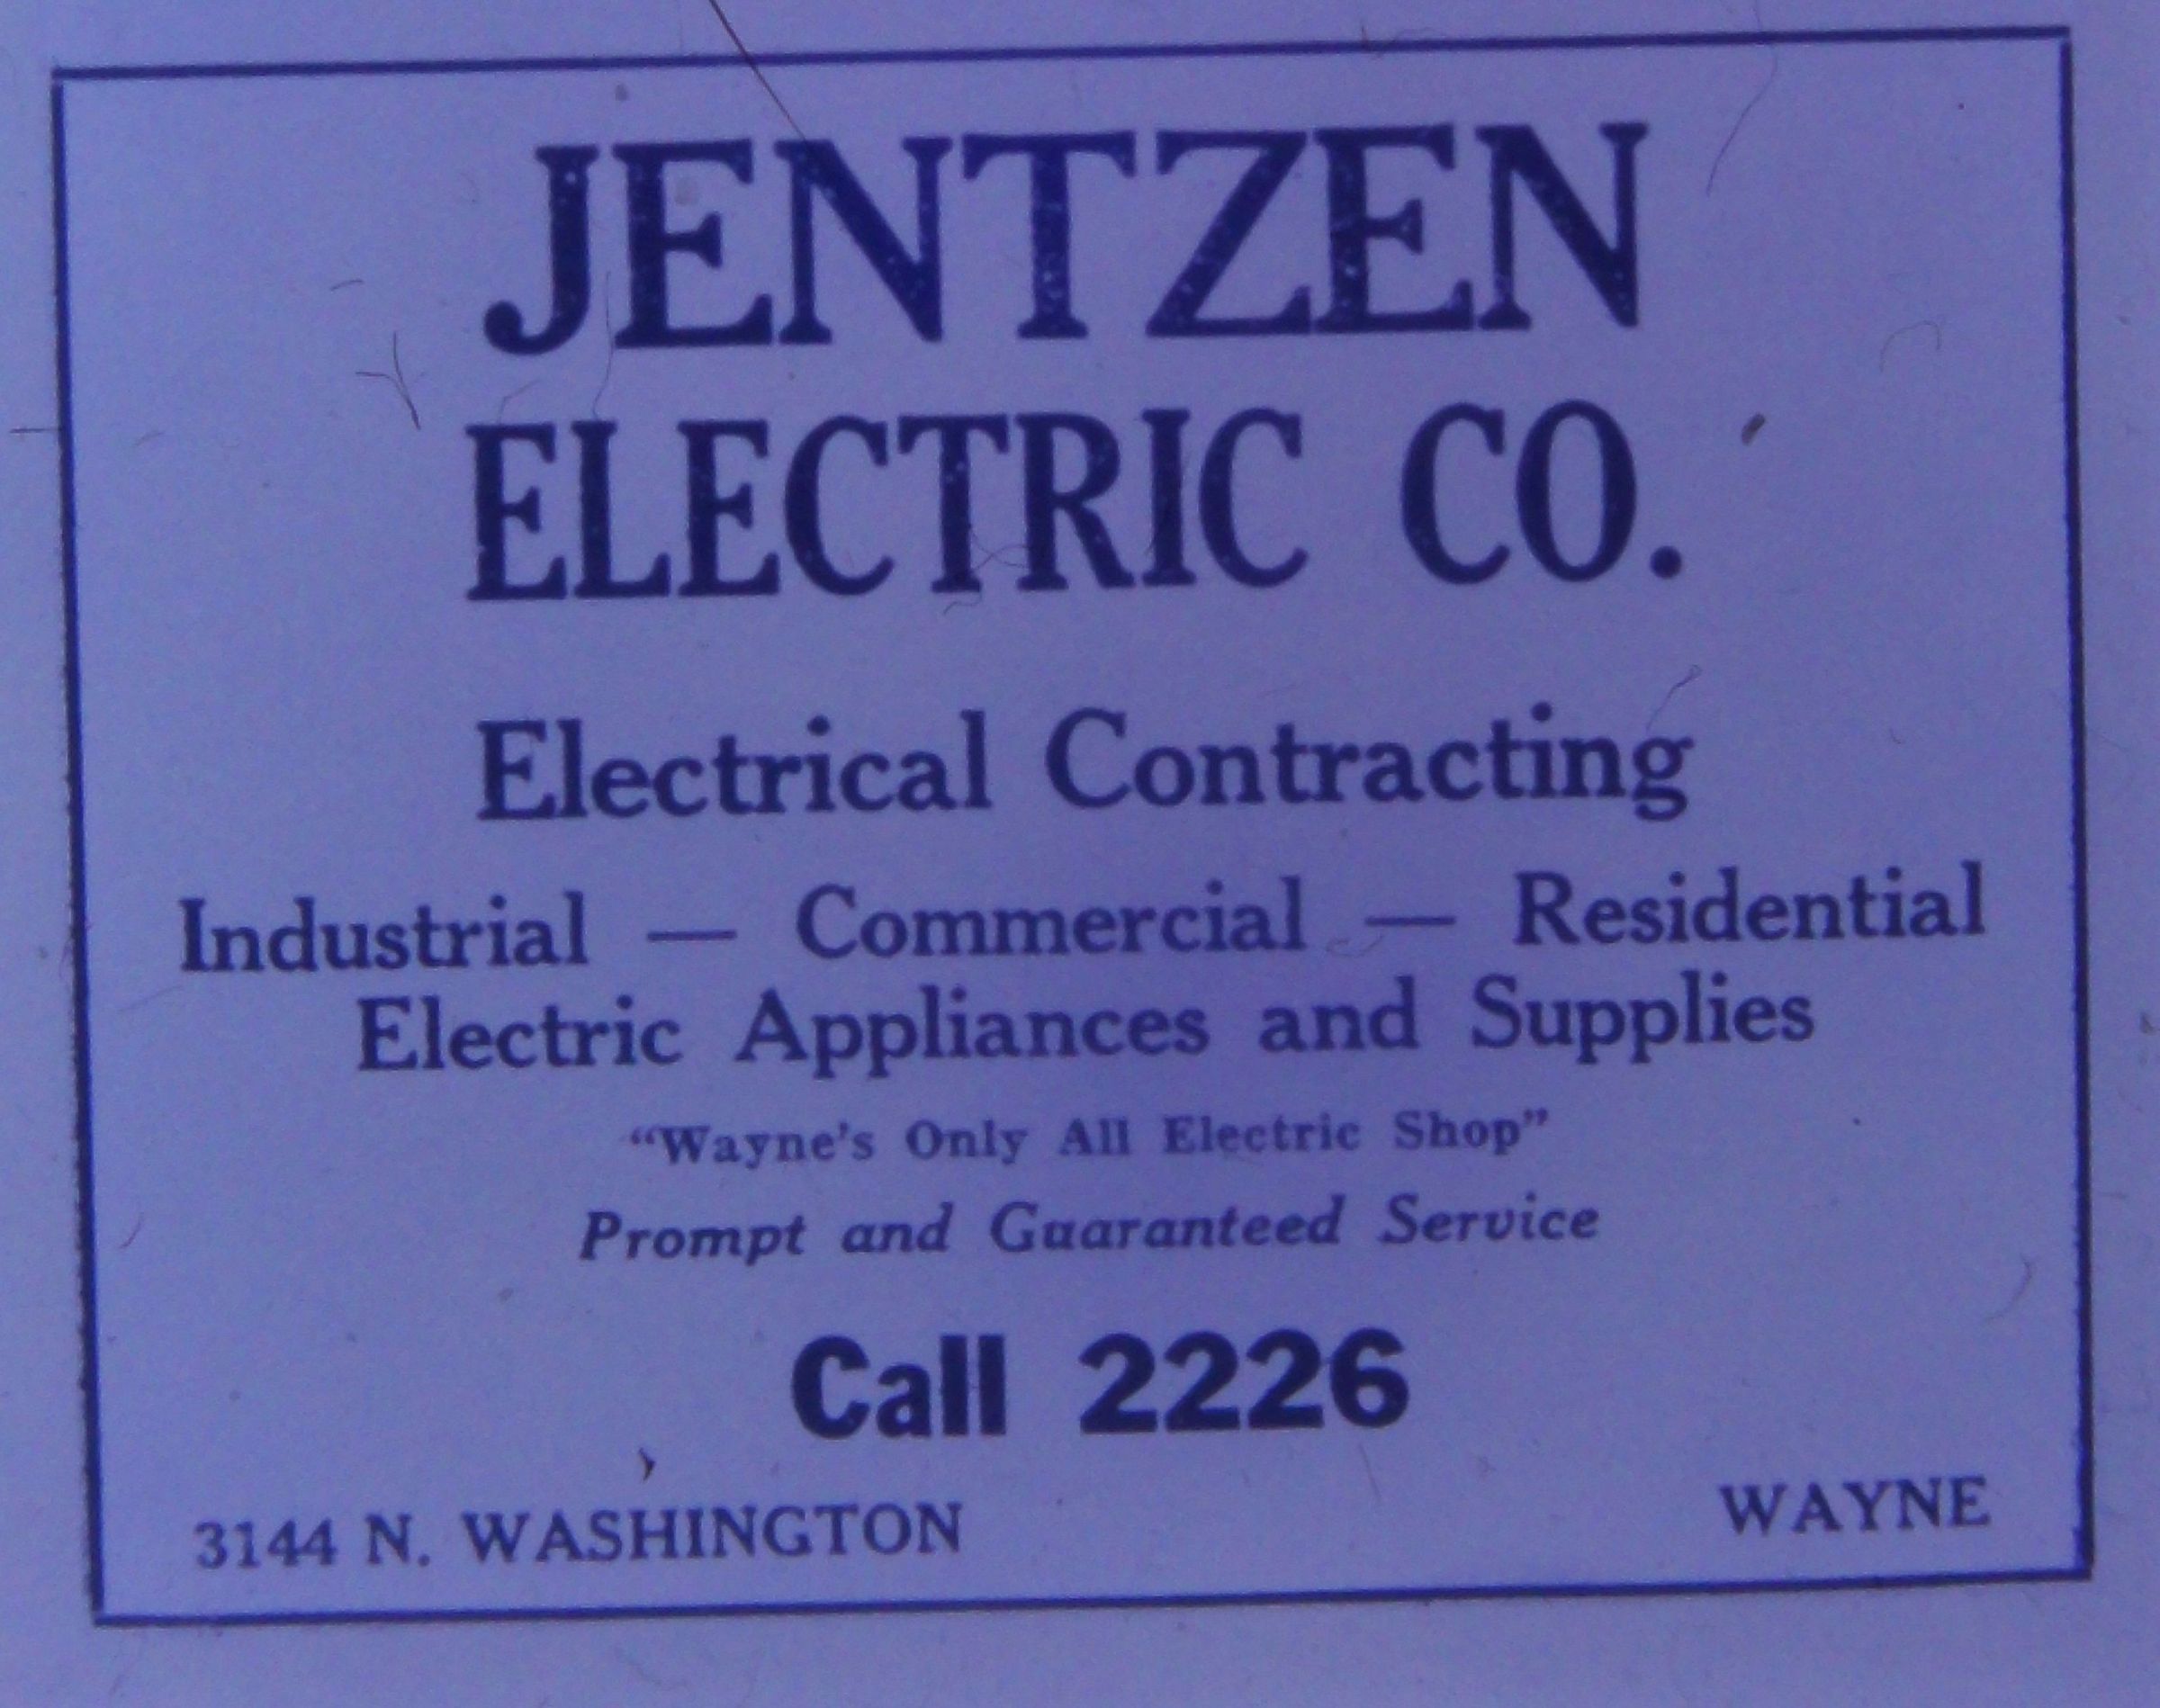 JENTZEN
ELECTRIC CO.
Electrical Contracting
Industrial — Commercial — Residential
Electric Appliances and Supplies
“Wayne's Only All Electric Shop”
Prompt and Guaranteed Service
Call 2226
3144 N. WASHINGTON WAYNE